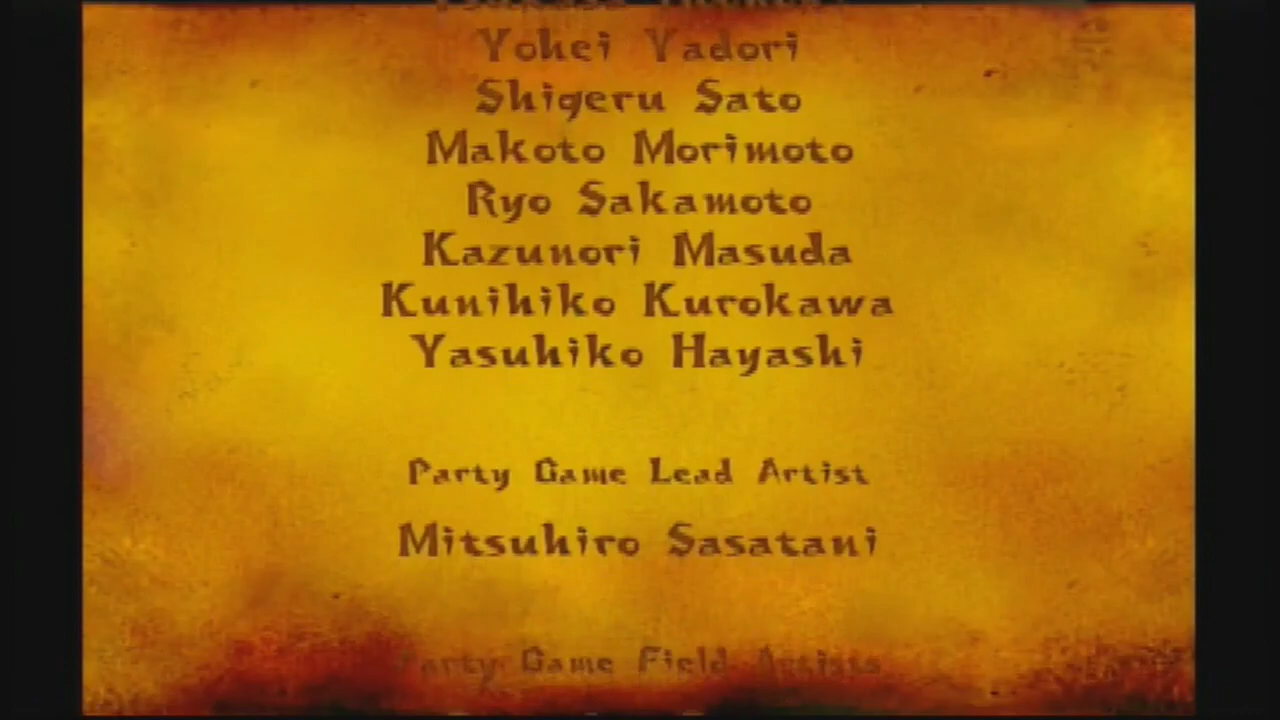 Yohei Yadori
Shigeru Sato
Makoto Morimoto
Ryo Sakamoto
Kazunori Masuda
Kunihiko Kurokawa
Yasuhiko Hayashi
Party Game Lead Artist
Mitsuhiro Sasatani
Party Game Field Artists